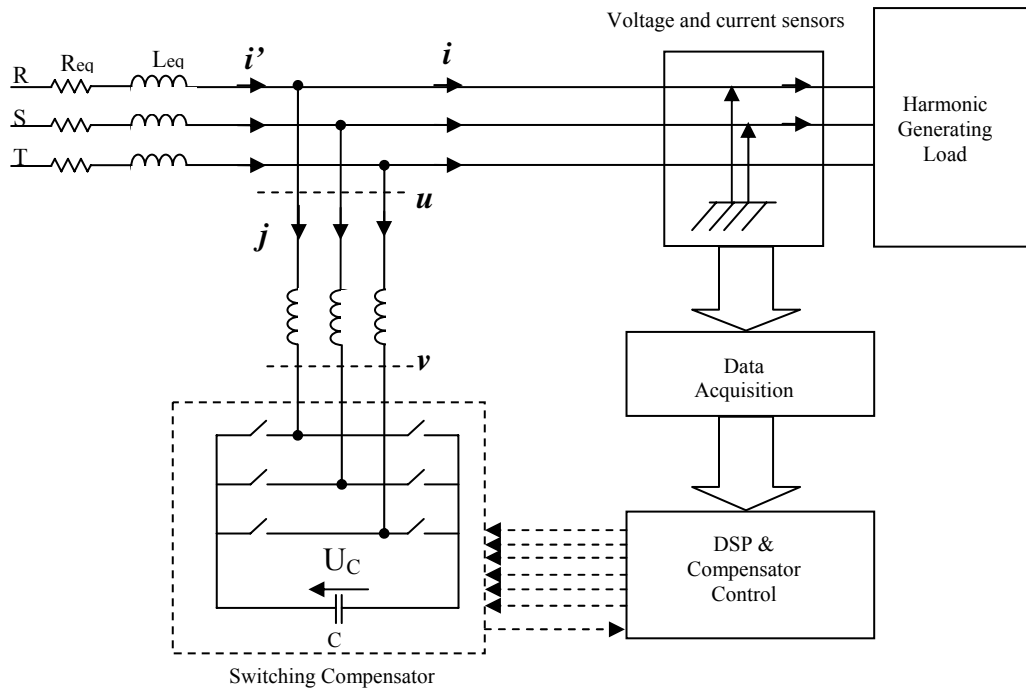 Voltage and current sensors
R
Req
Leq
i’
i
S
T
Harmonic
Generating
Load
u
j
v
Data
Acquisition
DSP &
Compensator
Control
UC
C
Switching Compensator